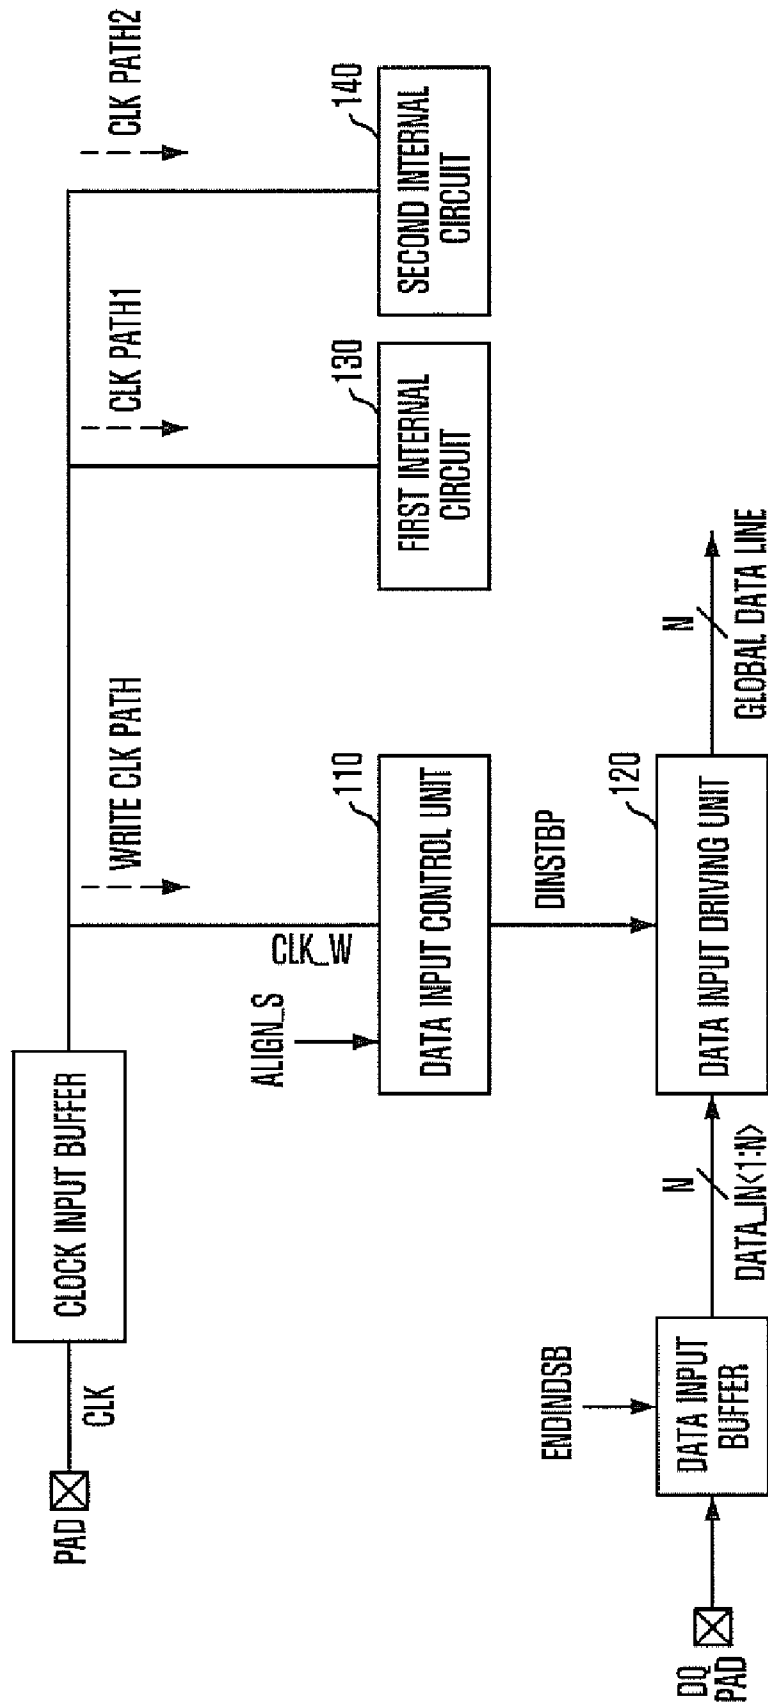 PAD
CLK
CLOCK INPUT BUFFER
WRITE CLK PATH
CLK PATH1
CLK PATH2
CLK_W
ALIGN_S
110
DATA INPUT CONTROL UNIT
130
FIRST INTERNAL
CIRCUIT
140
SECOND INTERNAL
CIRCUIT
DINSTBP
ENDINDSB
DQ
PAD
DATA INPUT
BUFFER
N
DATA_IN<1:N>
120
DATA INPUT DRIVING UNIT
N
GLOBAL DATA LINE